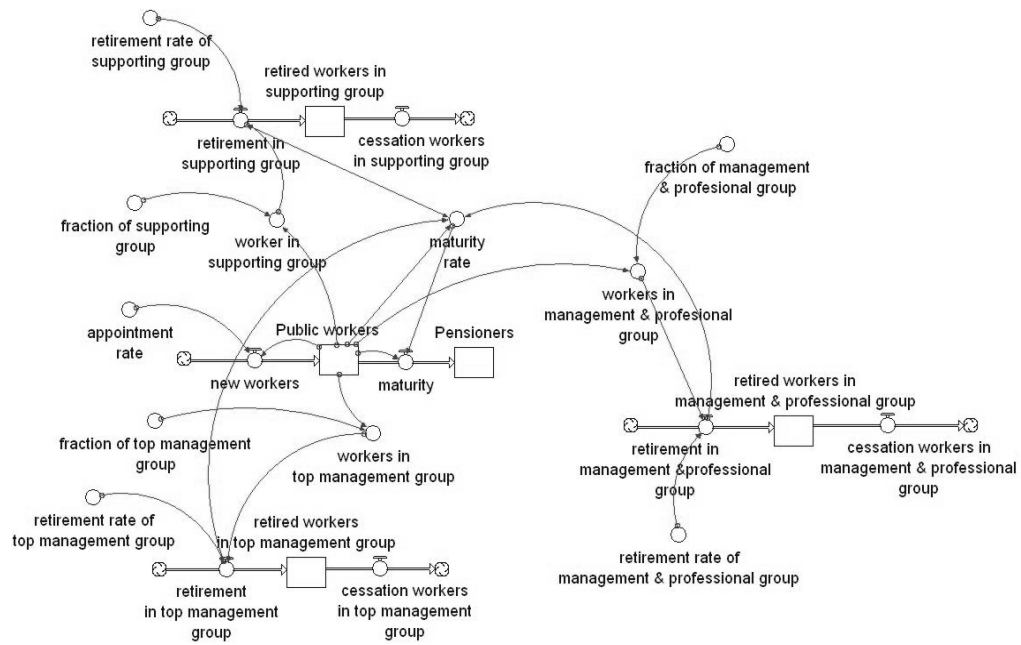 retirement rate of
supporting group
retired workers in
supporting group
retirement in
supporting group
cessation workers
in supporting group
fraction of management
& profesional group
fraction of supporting
group
worker in
supporting group
maturity
rate
workers in
management & profesional
group
appointment
rate
Public workers
Pensioners
new workers
maturity
retired workers in
management & professional group
fraction of top management
group
workers in
top management group
retirement in
management &professional
group
cessation workers in
management & professional
group
retirement rate of
top management group
retired workers
in top management group
retirement rate of
management & professional group
retirement
in top management
group
cessation workers
in top management
group